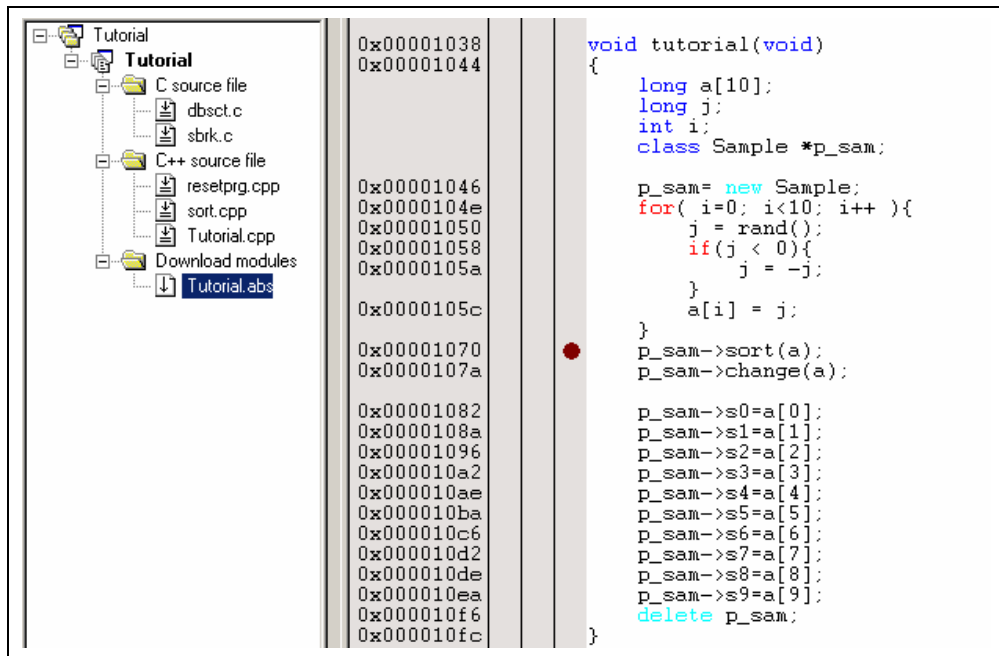 Tutorial
Tutorial
C source file
dbsct.c
sbrk.c
C++ source file
resetprg.cpp
sort.cpp
Tutorial.cpp
Download modules
Tutorial.abs
0x00001038 void tutorial(void)
0x00001044 {
long a[10];
long j;
int i;
class Sample *p_sam;
0x00001046 p_sam= new Sample;
0x0000104e for( i=0; i<10; i++ ){
0x00001050 j = rand();
0x00001058 if(j < 0){
0x0000105a j = -j;
}
0x0000105c a[i] = j;
}
0x00001070 p_sam->sort(a);
0x0000107a p_sam->change(a);
0x00001082 p_sam->s0=a[0];
0x0000108a p_sam->s1=a[1];
0x00001096 p_sam->s2=a[2];
0x000010a2 p_sam->s3=a[3];
0x000010ae p_sam->s4=a[4];
0x000010ba p_sam->s5=a[5];
0x000010c6 p_sam->s6=a[6];
0x000010d2 p_sam->s7=a[7];
0x000010de p_sam->s8=a[8];
0x000010ea p_sam->s9=a[9];
0x000010f6 delete p_sam;
0x000010fc }